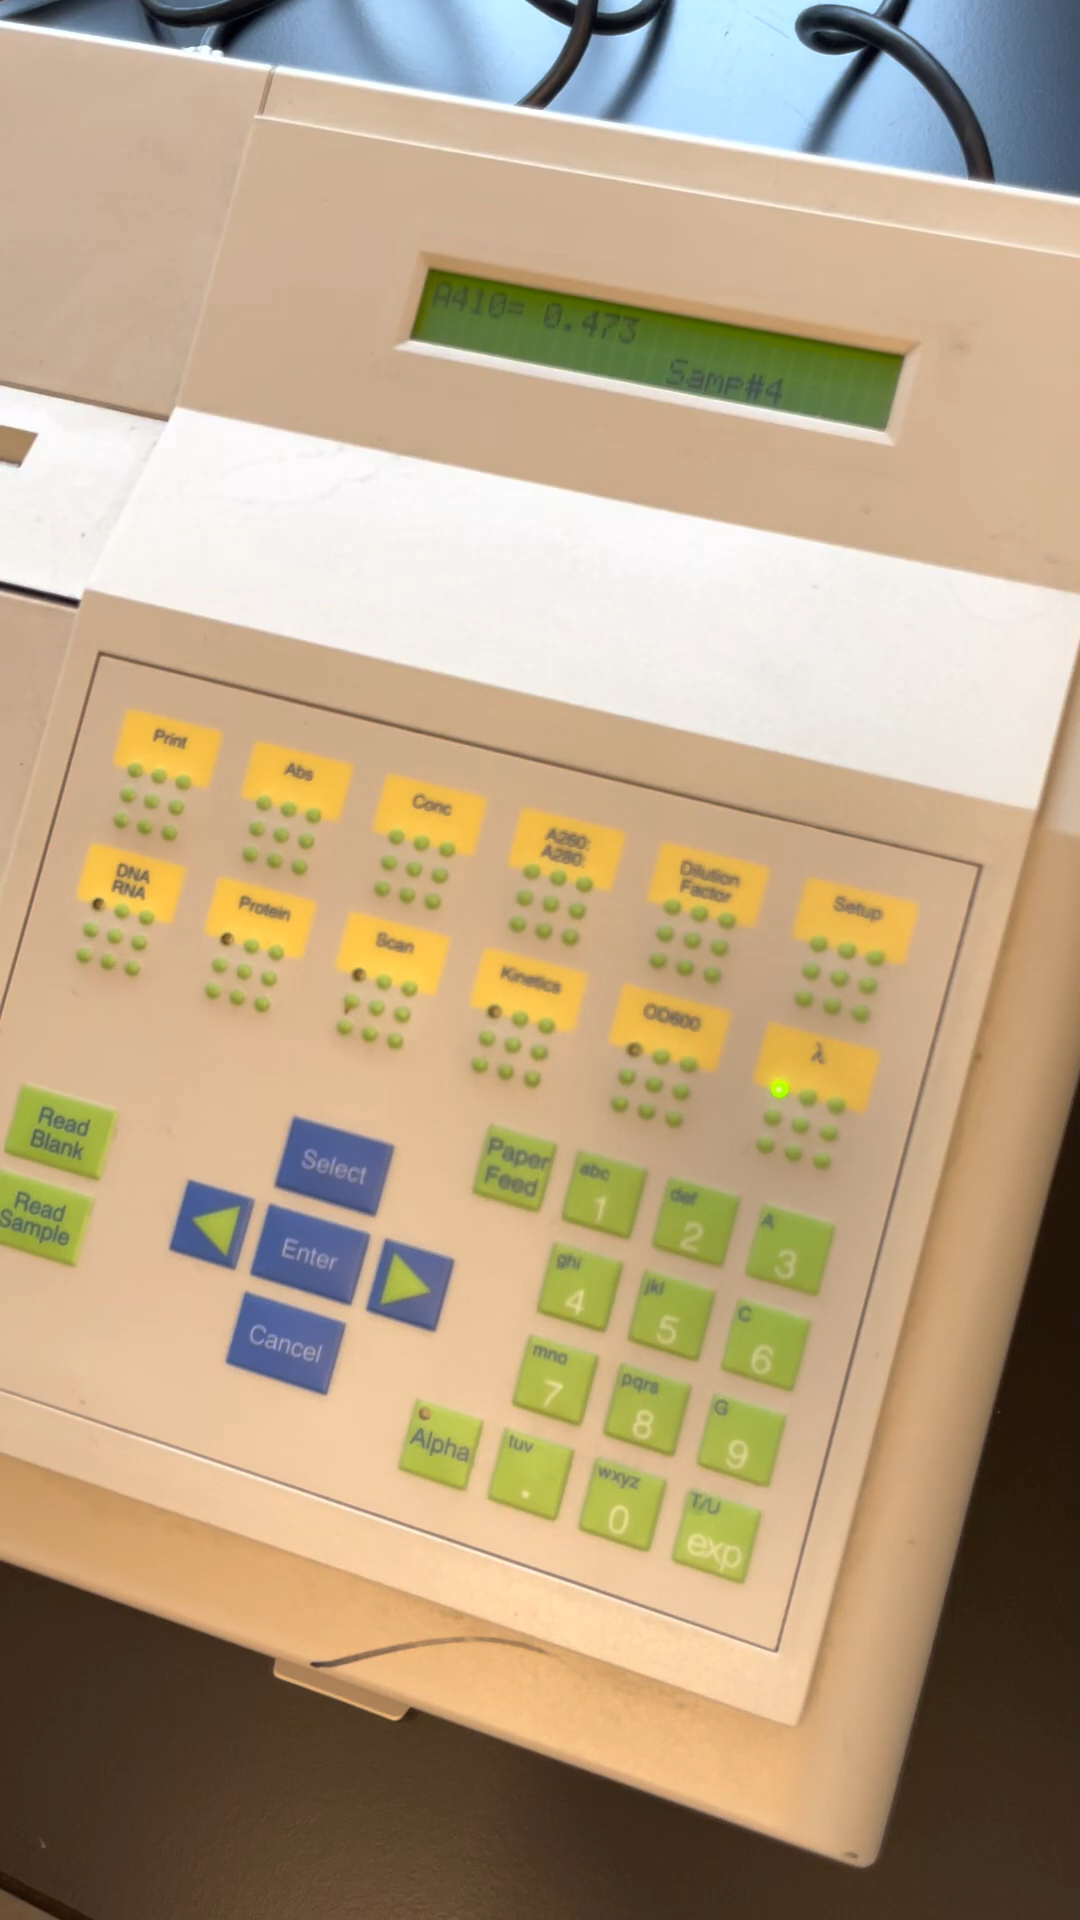 A410= 0.473
Samp#4
Print
Abs
Conc
A260:
A280:
Dilution
Factor
Setup
DNA
RNA
Protein
Scan
Kinetics
OD600
λ
Read
Blank
Read
Sample
Select
Enter
Cancel
Paper
Feed
abc
1
def
2
A
3
ghi
4
jkl
5
C
6
mno
7
pqrs
8
G
9
Alpha
tuv
.
wxyz
0
T/U
exp